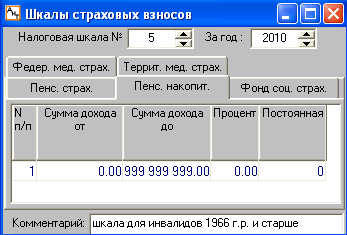 Шкалы страховых взносов
Налоговая шкала № 5 За год : 2010
Федер. мед. страх. Террит. мед. страх.
Пенс. страх. Пенс. накопит. Фонд соц. страх.
N п/п Сумма дохода от Сумма дохода до Процент Постоянная
1 0.00 999 999 999.00 0.00 0
Комментарий: шкала для инвалидов 1966 г.р. и старше